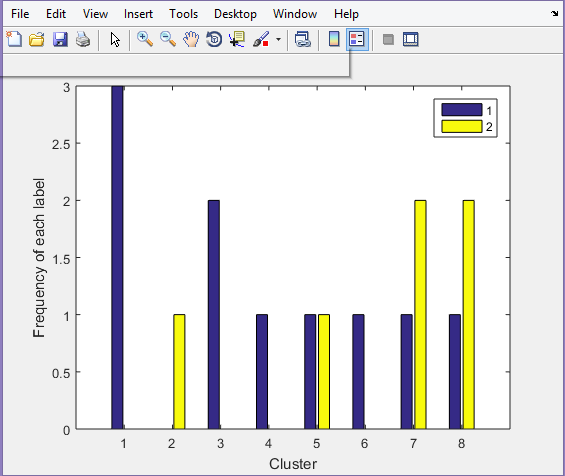 File Edit View Insert Tools Desktop Window Help
3
2.5
2
1.5
1
0.5
0
Frequency of each label
1
2
1 2 3 4 5 6 7 8
Cluster